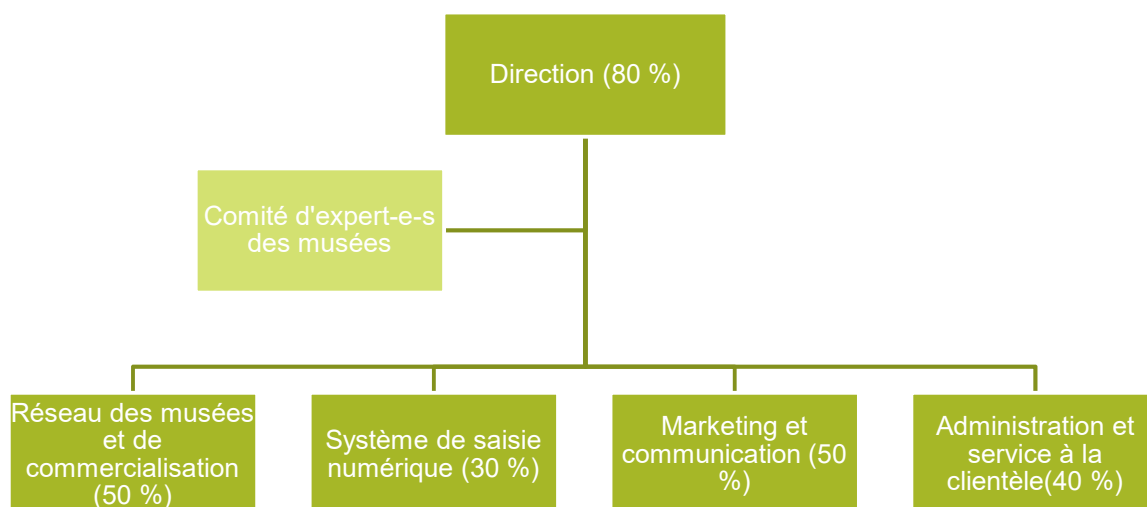 Direction (80 %)
Comité d'expert-e-s
des musées
Réseau des musées
et de
commercialisation
(50 %)
Système de saisie
numérique (30 %)
Marketing et
communication (50
%)
Administration et
service à la
clientèle(40 %)